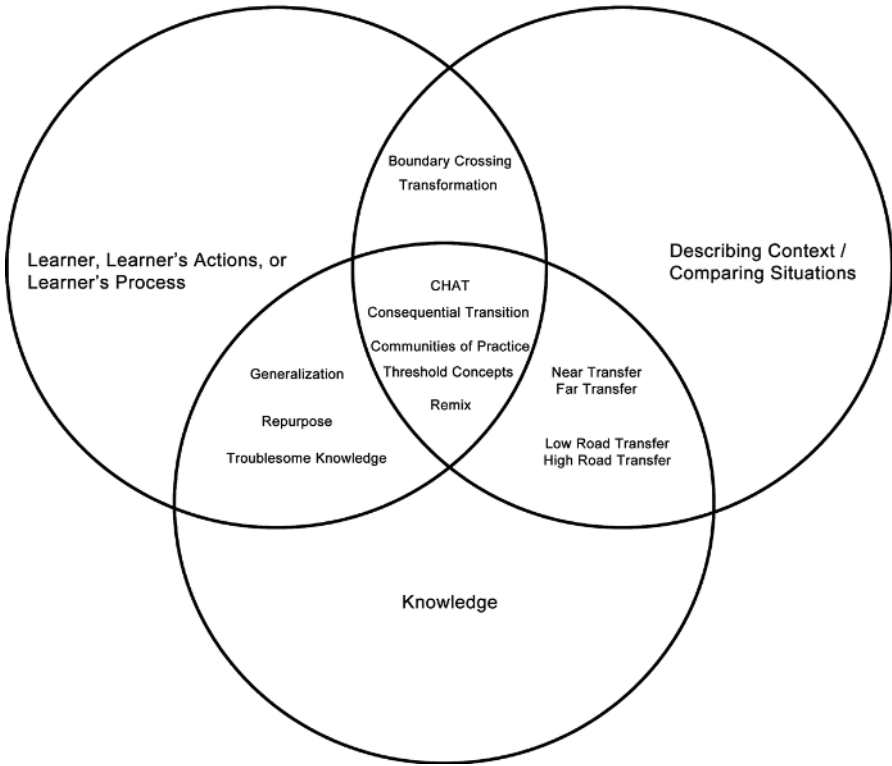 Boundary Crossing
Transformation
Learner, Learner's Actions, or
Learner's Process
Describing Context /
Comparing Situations
CHAT
Consequential Transition
Communities of Practice
Threshold Concepts
Remix
Generalization
Repurpose
Troublesome Knowledge
Near Transfer
Far Transfer
Low Road Transfer
High Road Transfer
Knowledge